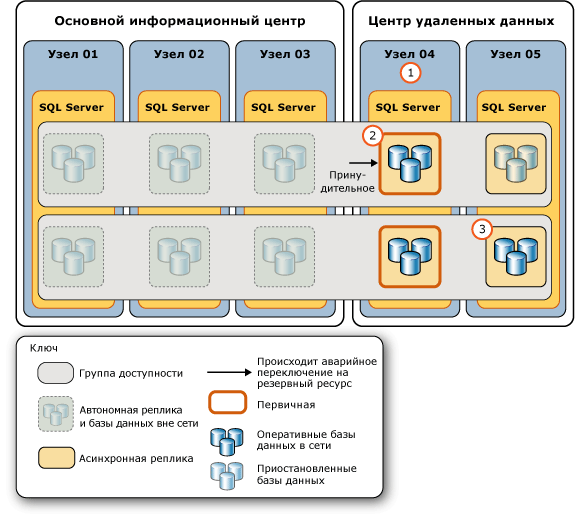 Основной информационный центр
Центр удаленных данных
Узел 01
Узел 02
Узел 03
Узел 04
Узел 05
1
SQL Server
SQL Server
SQL Server
SQL Server
SQL Server
2
Прину-
дительное
3
Ключ
Группа доступности
Автономная реплика
и базы данных вне сети
Асинхронная реплика
Происходит аварийное
переключение на
резервный ресурс
Первичная
Оперативные базы
данных в сети
Приостановленные
базы данных